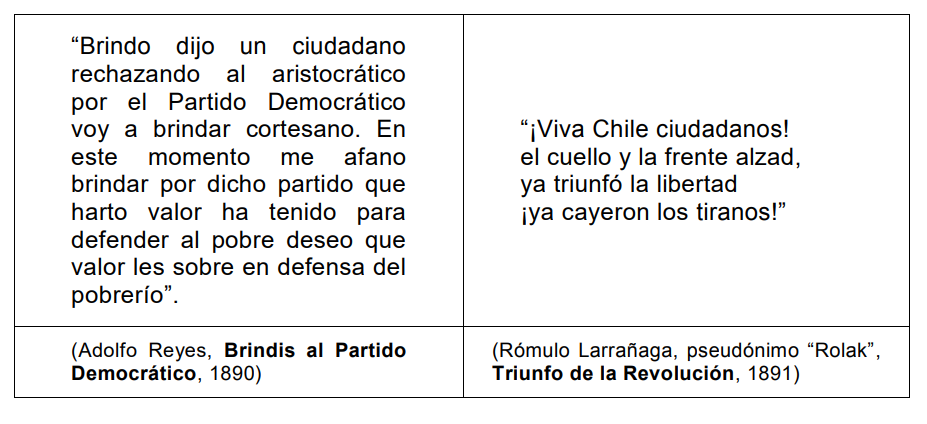 “Brindo dijo un ciudadano
rechazando al aristocrático
por el Partido Democrático
voy a brindar cortesano. En
este momento me afano
brindar por dicho partido que
harto valor ha tenido para
defender al pobre deseo que
valor les sobre en defensa del
pobrerío”.
“¡Viva Chile ciudadanos!
el cuello y la frente alzad,
ya triunfó la libertad
¡ya cayeron los tiranos!”
(Adolfo Reyes, Brindis al Partido
Democrático, 1890)
(Rómulo Larrañaga, pseudónimo “Rolak”,
Triunfo de la Revolución, 1891)